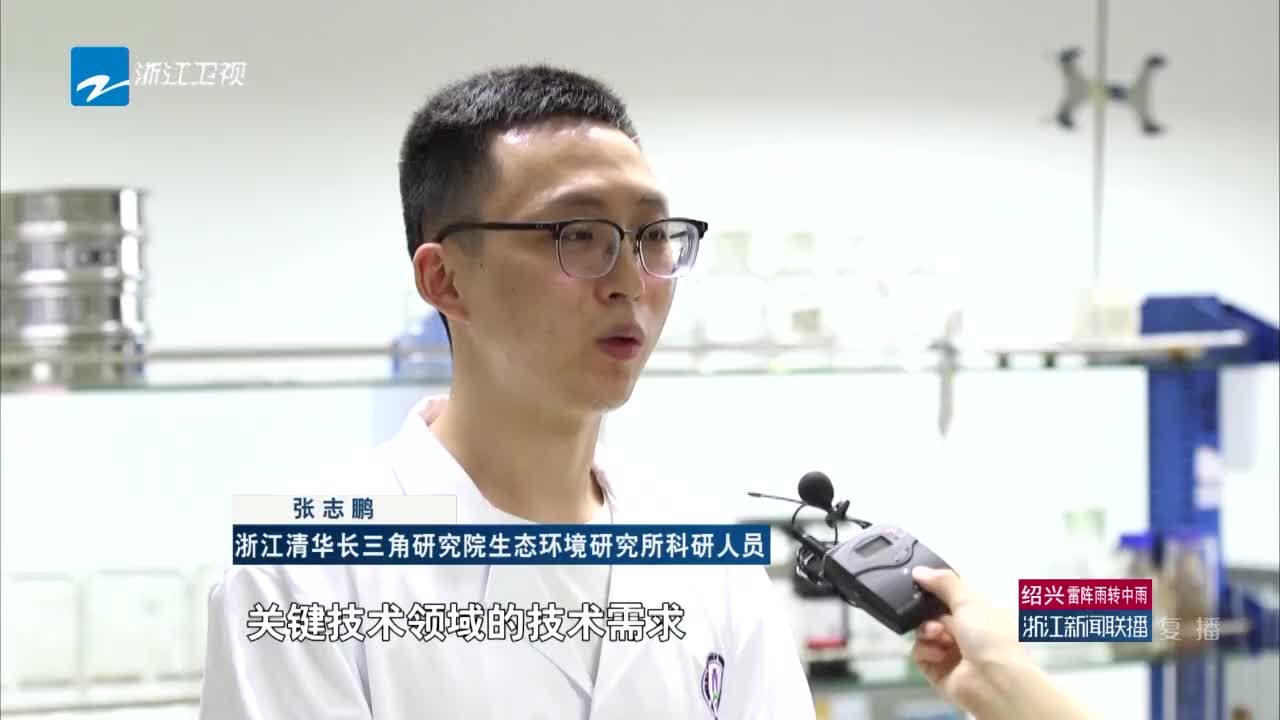 浙江卫视
张志鹏
浙江清华长三角研究院生态环境研究所科研人员
关键技术领域的技术需求
绍兴 雷阵雨转中雨
浙江新闻联播 复播